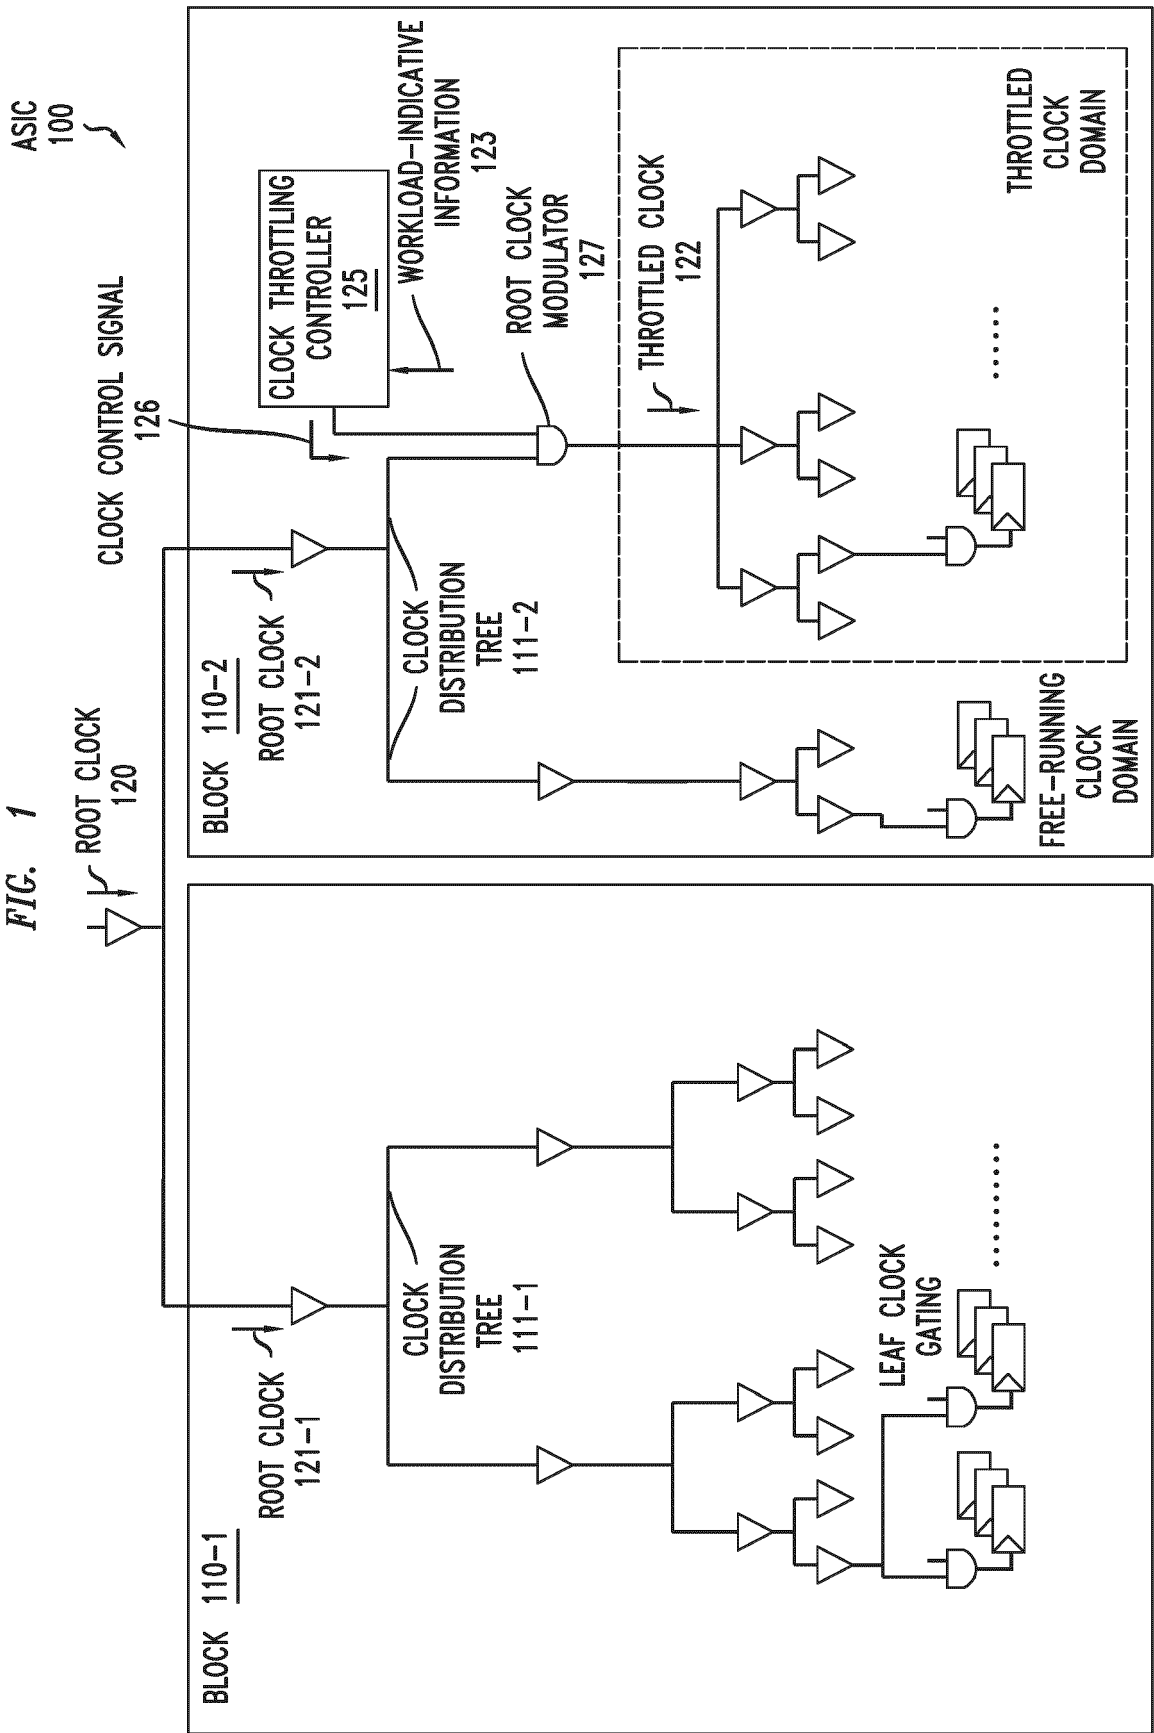 FIG. 1
ASIC
100
ROOT CLOCK
120
BLOCK 110-1
ROOT CLOCK
121-1
CLOCK
DISTRIBUTION
TREE
111-1
LEAF CLOCK
GATING
BLOCK 110-2
ROOT CLOCK
121-2
CLOCK CONTROL SIGNAL
126
CLOCK THROTTLING
CONTROLLER
125
WORKLOAD-INDICATIVE
INFORMATION
123
CLOCK
DISTRIBUTION
TREE
111-2
ROOT CLOCK
MODULATOR
127
THROTTLED CLOCK
122
FREE-RUNNING
CLOCK
DOMAIN
THROTTLED
CLOCK
DOMAIN